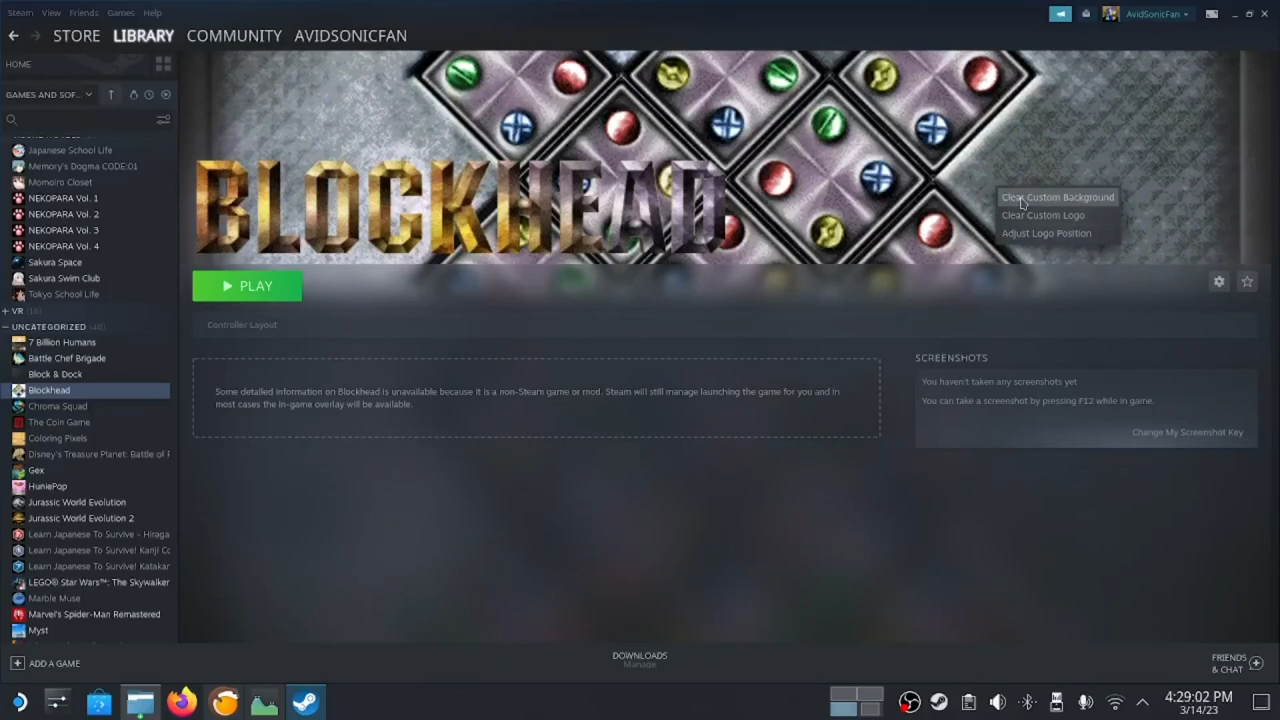 Steam View Friends Games Help
AvidSonicFan
STORE LIBRARY COMMUNITY AVIDSONICFAN
HOME
GAMES AND SOF...
Japanese School Life
Memory's Dogma CODE:01
Momoiro Closet
NEKOPARA Vol. 1
NEKOPARA Vol. 2
NEKOPARA Vol. 3
NEKOPARA Vol. 4
Sakura Space
Sakura Swim Club
Tokyo School Life
+ VR
— UNCATEGORIZED (40)
7 Billion Humans
Battle Chef Brigade
Block & Dock
Blockhead
Chroma Squad
The Coin Game
Coloring Pixels
Disney's Treasure Planet: Battle of
Gex
HuniePop
Jurassic World Evolution
Jurassic World Evolution 2
Learn Japanese To Survive - Hiraga
Learn Japanese To Survive! Kanji Co
Learn Japanese To Survive! Katakan
LEGO® Star Wars™: The Skywalker
Marble Muse
Marvel's Spider-Man Remastered
Myst
BLOCKHEAD
Clear Custom Background
Clear Custom Logo
Adjust Logo Position
PLAY
Controller Layout
Some detailed information on Blockhead is unavailable because it is a non-Steam game or mod. Steam will still manage launching the game for you and in
most cases the in-game overlay will be available.
SCREENSHOTS
You haven't taken any screenshots yet
You can take a screenshot by pressing F12 while in game.
Change My Screenshot Key
+ ADD A GAME
DOWNLOADS
Manage
FRIENDS
& CHAT
4:29:02 PM
3/14/23